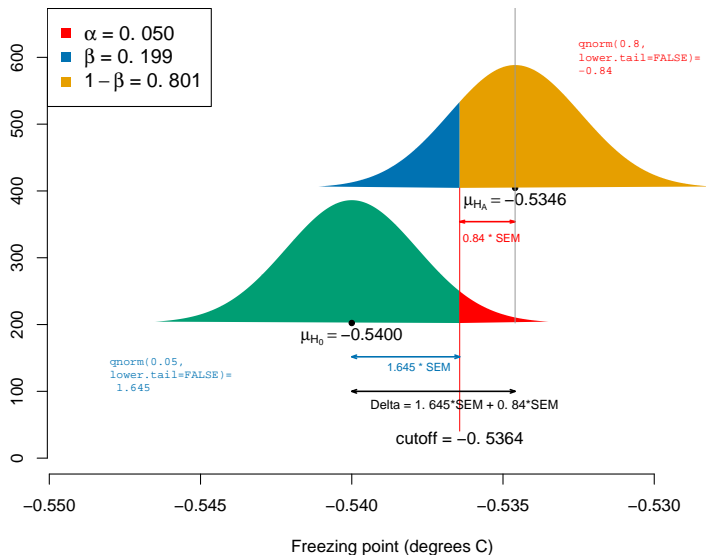 α = 0. 050
β = 0. 199
1−β = 0. 801
qnorm(0.8,
lower.tail=FALSE)=
−0.84
600
500
400
300
200
100
0
μHA = −0.5346
0.84 * SEM
μH0 = −0.5400
qnorm(0.05,
lower.tail=FALSE)=
1.645
1.645 * SEM
Delta = 1. 645*SEM + 0. 84*SEM
cutoff = −0. 5364
−0.550 −0.545 −0.540 −0.535 −0.530
Freezing point (degrees C)